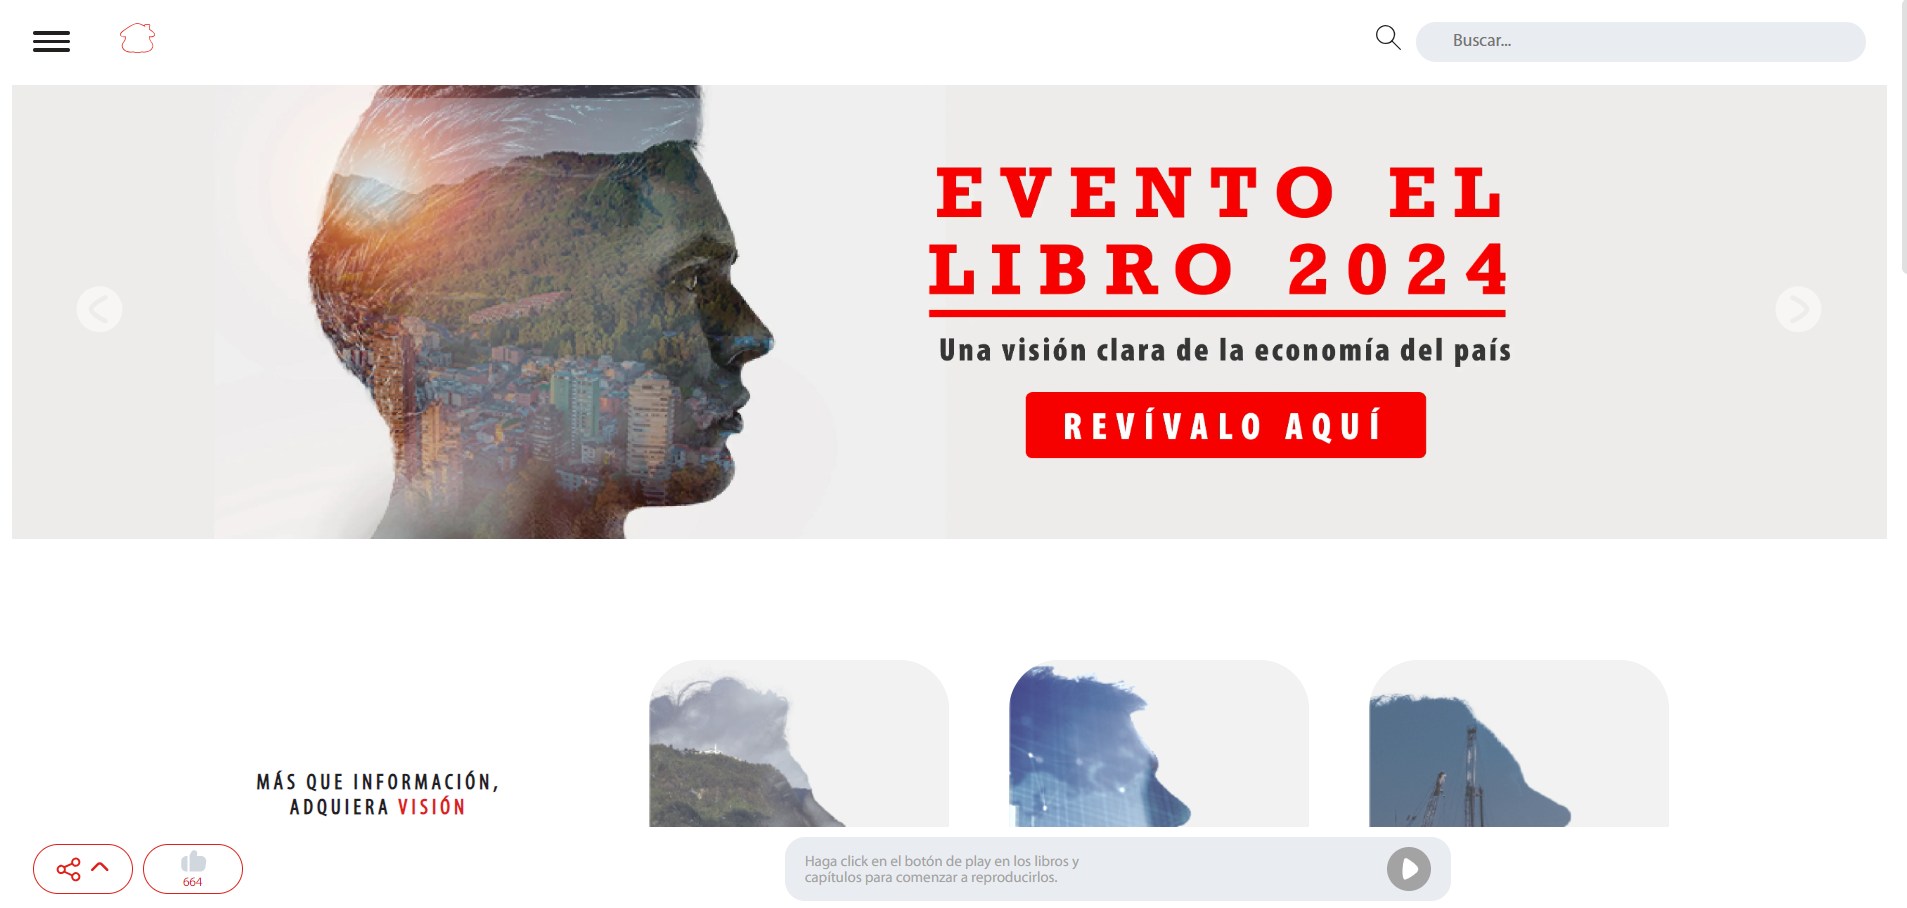 Buscar...
EVENTO EL
LIBRO 2024
Una visión clara de la economía del país
REVÍVALO AQUÍ
MÁS QUE INFORMACIÓN,
ADQUIERA VISIÓN
664
Haga click en el botón de play en los libros y
capítulos para comenzar a reproducirlos.